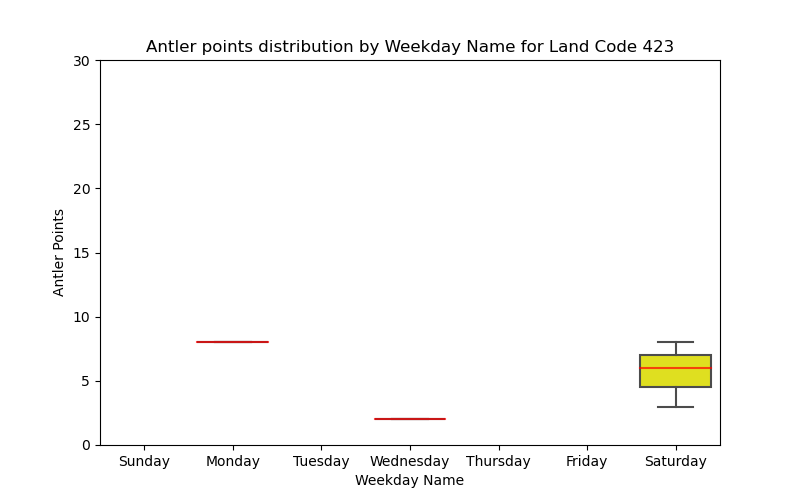 Antler points distribution by Weekday Name for Land Code 423
30
25
20
15
10
5
0
Antler Points
Sunday Monday Tuesday Wednesday Thursday Friday Saturday
Weekday Name